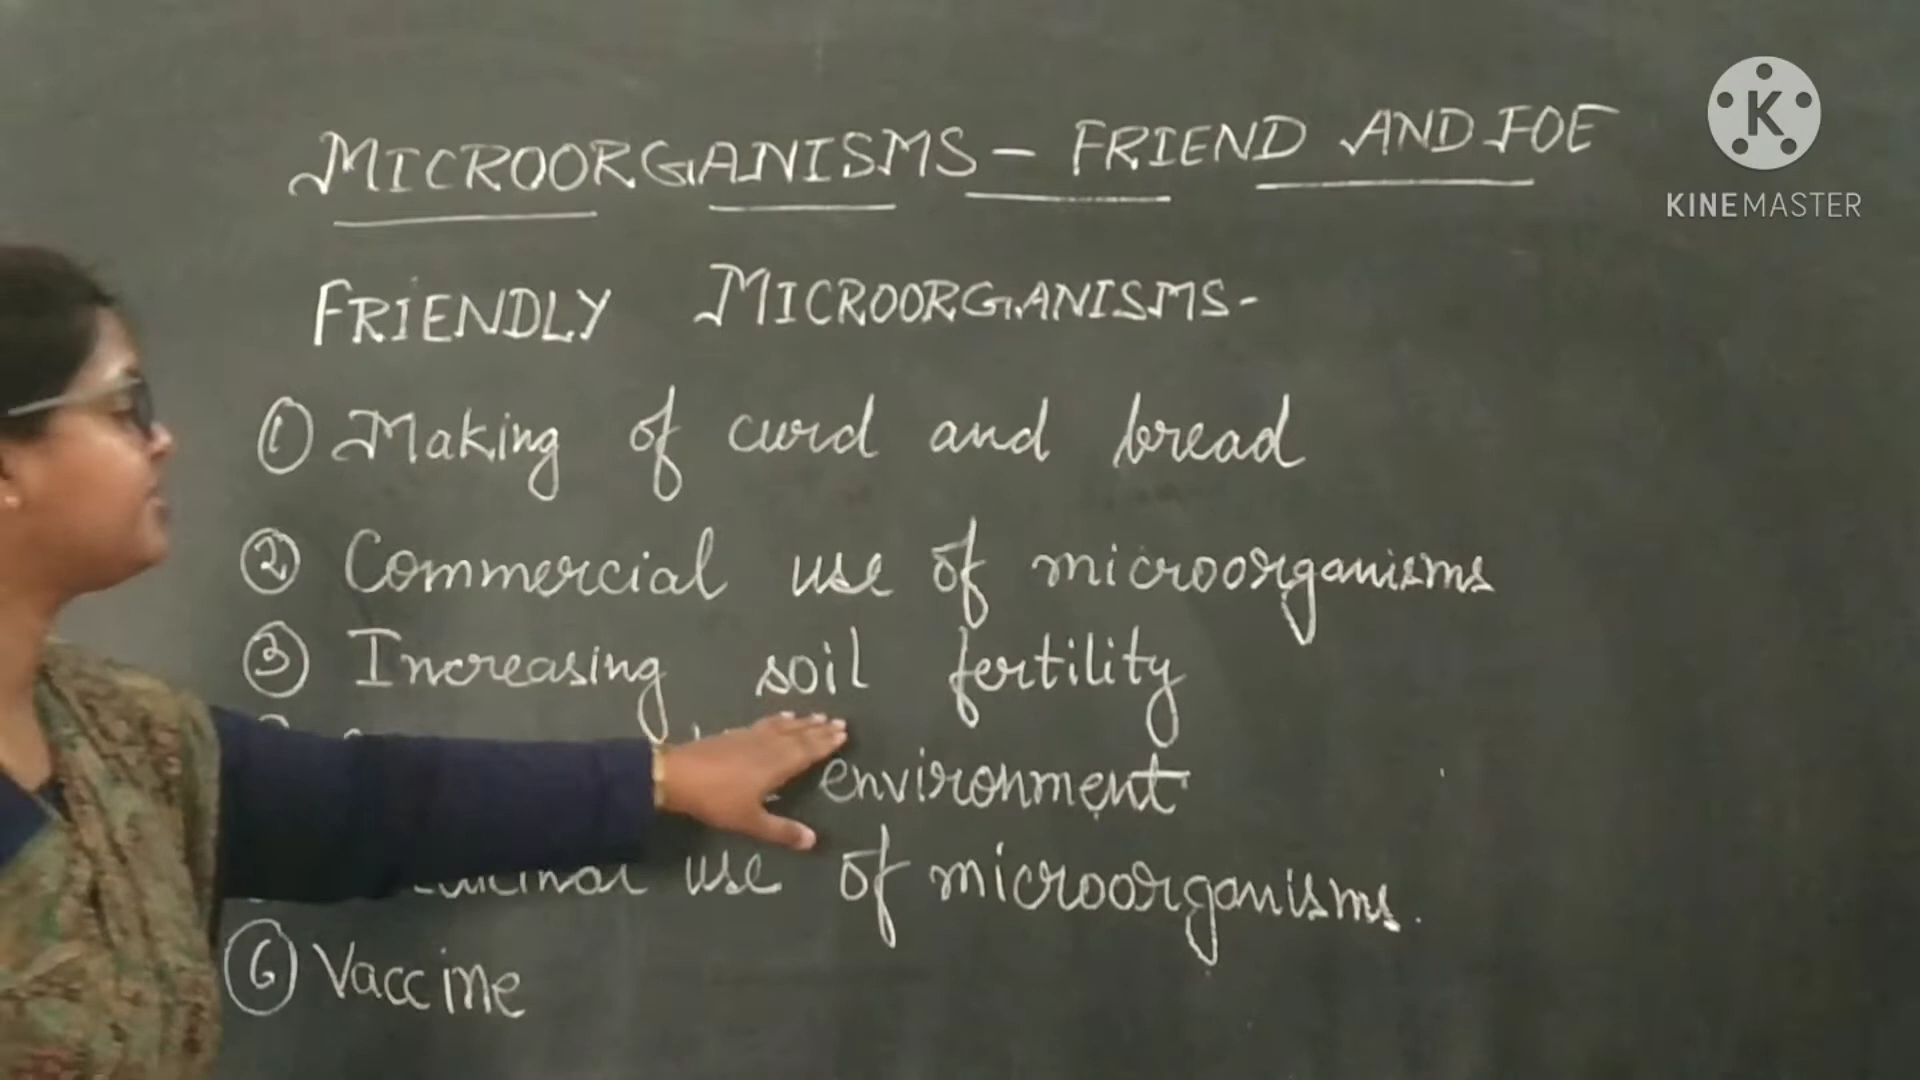 MICROORGANISMS - FRIEND AND FOE
K
KINEMASTER
FRIENDLY MICROORGANISMS-
① Making of curd and bread
② Commercial use of microorganisms
③ Increasing soil fertility
environment
use of microorganisms.
⑥ Vaccine